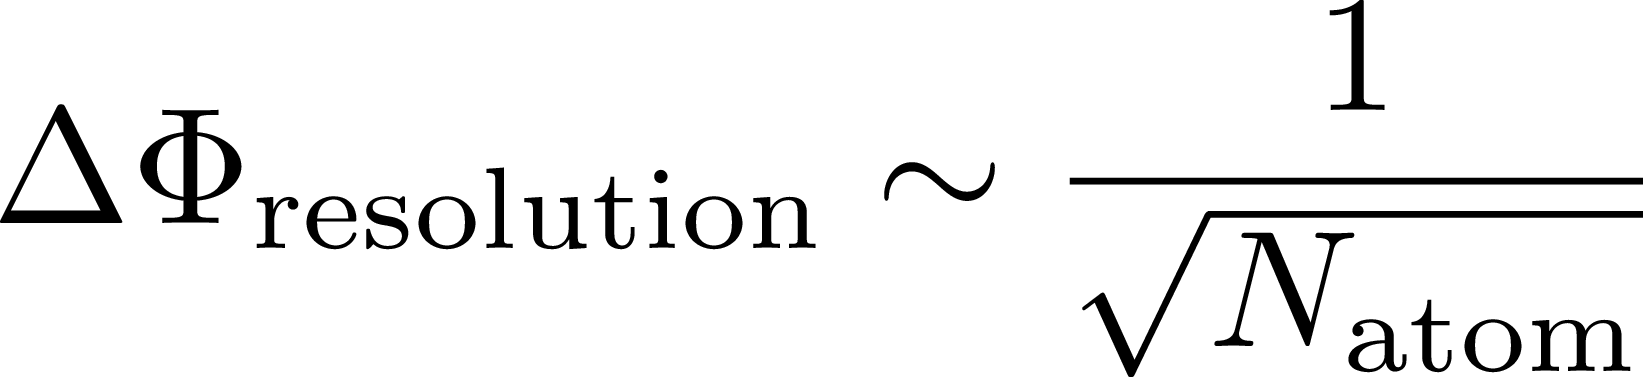 ΔΦ_resolution ∼ 1/√N_atom